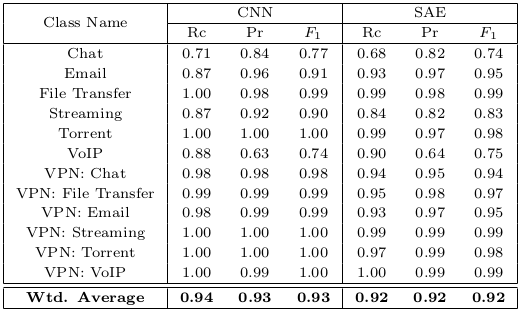 Class Name CNN SAE
Rc Pr F1 Rc Pr F1
Chat 0.71 0.84 0.77 0.68 0.82 0.74
Email 0.87 0.96 0.91 0.93 0.97 0.95
File Transfer 1.00 0.98 0.99 0.99 0.98 0.99
Streaming 0.87 0.92 0.90 0.84 0.82 0.83
Torrent 1.00 1.00 1.00 0.99 0.97 0.98
VoIP 0.88 0.63 0.74 0.90 0.64 0.75
VPN: Chat 0.98 0.98 0.98 0.94 0.95 0.94
VPN: File Transfer 0.99 0.99 0.99 0.95 0.98 0.97
VPN: Email 0.98 0.99 0.99 0.93 0.97 0.95
VPN: Streaming 1.00 1.00 1.00 0.99 0.99 0.99
VPN: Torrent 1.00 1.00 1.00 0.97 0.99 0.98
VPN: VoIP 1.00 0.99 1.00 1.00 0.99 0.99
Wtd. Average 0.94 0.93 0.93 0.92 0.92 0.92